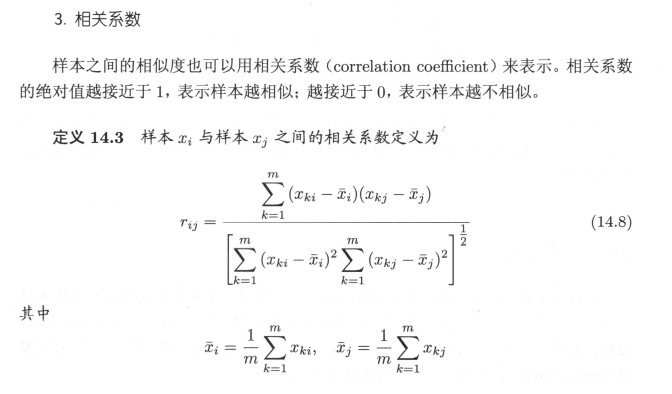 3. 相关系数
样本之间的相似度也可以用相关系数（correlation coefficient）来表示。相关系数
的绝对值越接近于 1，表示样本越相似；越接近于 0，表示样本越不相似。
定义 14.3 样本 $x_i$ 与样本 $x_j$ 之间的相关系数定义为
$$r_{ij} = \frac{\sum_{k=1}^{m}(x_{ki}-\bar{x}_i)(x_{kj}-\bar{x}_j)}{\left[\sum_{k=1}^{m}(x_{ki}-\bar{x}_i)^2\sum_{k=1}^{m}(x_{kj}-\bar{x}_j)^2\right]^{\frac{1}{2}}}$$ (14.8)
其中
$$\bar{x}_i = \frac{1}{m}\sum_{k=1}^{m}x_{ki}, \quad \bar{x}_j = \frac{1}{m}\sum_{k=1}^{m}x_{kj}$$